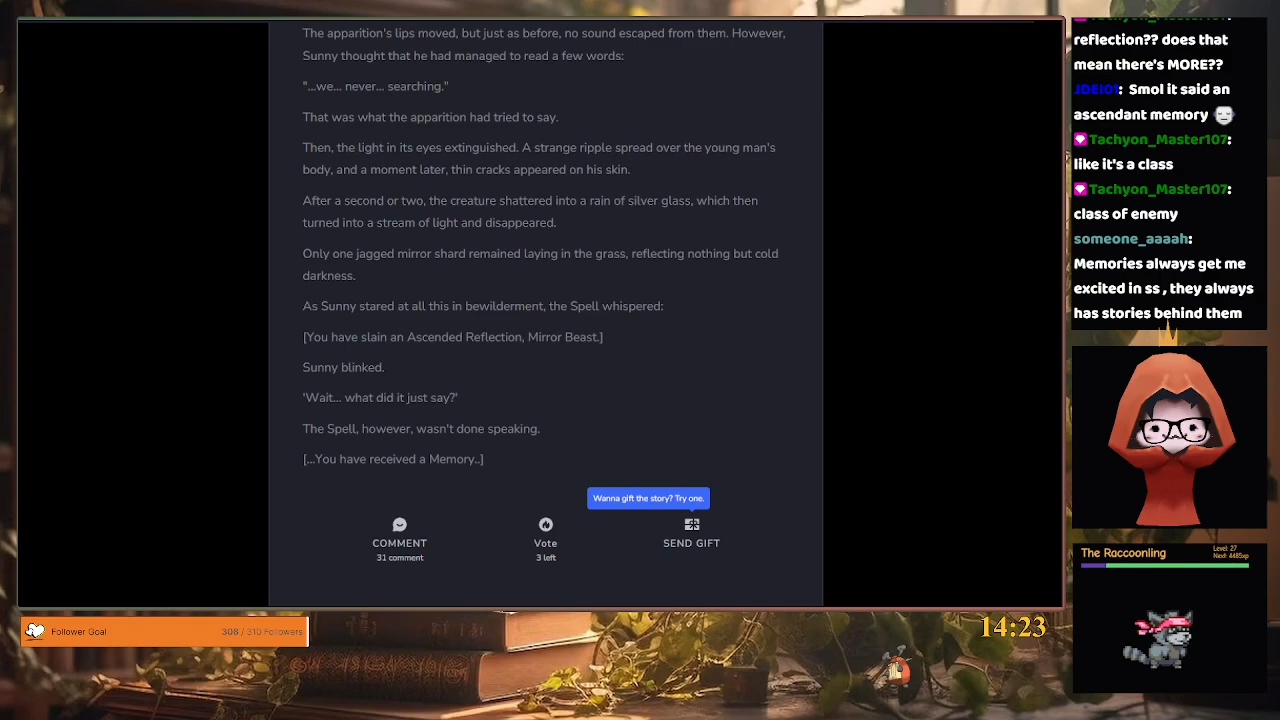 The apparition's lips moved, but just as before, no sound escaped from them. However,
Sunny thought that he had managed to read a few words:
"...we... never... searching."
That was what the apparition had tried to say.
Then, the light in its eyes extinguished. A strange ripple spread over the young man's
body, and a moment later, thin cracks appeared on his skin.
After a second or two, the creature shattered into a rain of silver glass, which then
turned into a stream of light and disappeared.
Only one jagged mirror shard remained laying in the grass, reflecting nothing but cold
darkness.
As Sunny stared at all this in bewilderment, the Spell whispered:
[You have slain an Ascended Reflection, Mirror Beast.]
Sunny blinked.
'Wait... what did it just say?'
The Spell, however, wasn't done speaking.
[...You have received a Memory..]
Wanna gift the story? Try one.
COMMENT
31 comment
Vote
3 left
SEND GIFT
Tachyon_Master107:
reflection?? does that
mean there's MORE??
JDEI01: Smol it said an
ascendant memory
Tachyon_Master107:
like it's a class
Tachyon_Master107:
class of enemy
someone_aaaah:
Memories always get me
excited in ss , they always
has stories behind them
The Raccoonling
Level: 27
Next: 4485xp
Follower Goal
308 / 310 Followers
14:23